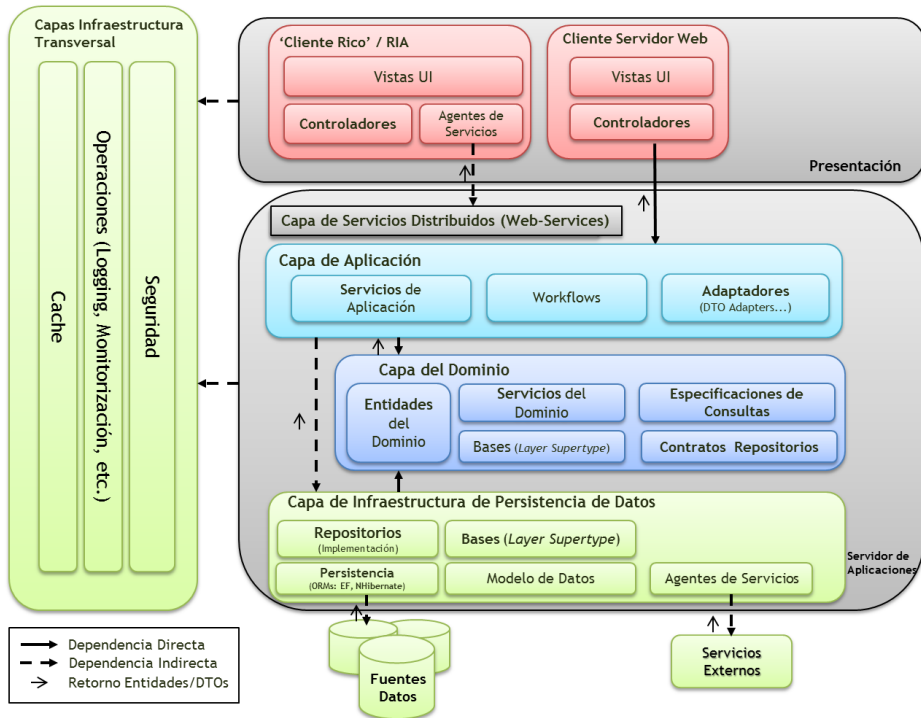 Capas Infraestructura
Transversal
Cache
Operaciones (Logging, Monitorización, etc.)
Seguridad
‘Cliente Rico’ / RIA
Vistas UI
Controladores
Agentes de
Servicios
Cliente Servidor Web
Vistas UI
Controladores
Presentación
Capa de Servicios Distribuidos (Web-Services)
Capa de Aplicación
Servicios de
Aplicación
Workflows
Adaptadores
(DTO Adapters...)
Capa del Dominio
Entidades
del
Dominio
Servicios del
Dominio
Especificaciones de
Consultas
Bases (Layer Supertype)
Contratos Repositorios
Capa de Infraestructura de Persistencia de Datos
Repositorios
(Implementación)
Bases (Layer Supertype)
Persistencia
(ORMs: EF, NHibernate)
Modelo de Datos
Agentes de Servicios
Servidor de
Aplicaciones
Fuentes
Datos
Servicios
Externos
Dependencia Directa
Dependencia Indirecta
Retorno Entidades/DTOs